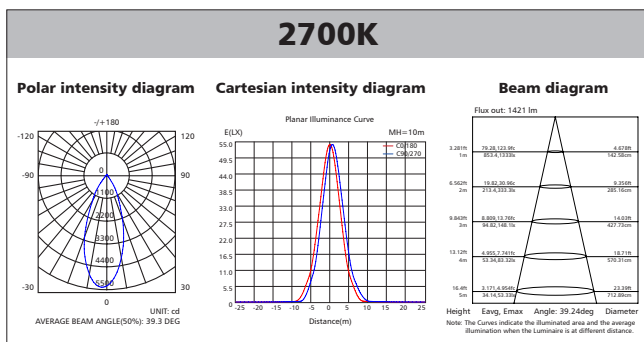 2700K
Polar intensity diagram
Cartesian intensity diagram
Beam diagram
-/+180
-120
120
-90
90
-30
30
0
0
1100
2200
3300
4400
5500
UNIT: cd
AVERAGE BEAM ANGLE(50%): 39.3 DEG
Planar Illuminance Curve
E(LX)
MH=10m
C0/180
C90/270
55.0
49.5
44.0
38.5
33.0
27.5
22.0
16.5
11.0
5.5
0
-25 -20 -15 -10 -5 0 5 10 15 20 25
Distance(m)
Flux out: 1421 lm
3.281ft 79.28,123.9fc 4.678ft
1m 853.4,1333lx 142.58cm
6.562ft 19.82,30.96c 9.356ft
2m 213.4,333.3lx 285.16cm
9.843ft 8.809,13.76fc 14.03ft
3m 94.82,148.1lx 427.73cm
13.12ft 4.955,7.741fc 18.71ft
4m 53.34,83.32lx 570.31cm
16.4ft 3.171,4.954fc 23.39ft
5m 34.14,53.33lx 712.89cm
Height Eavg, Emax Angle: 39.24deg Diameter
Note: The Curves indicate the illuminated area and the average
illumination when the Luminaire is at different distance.